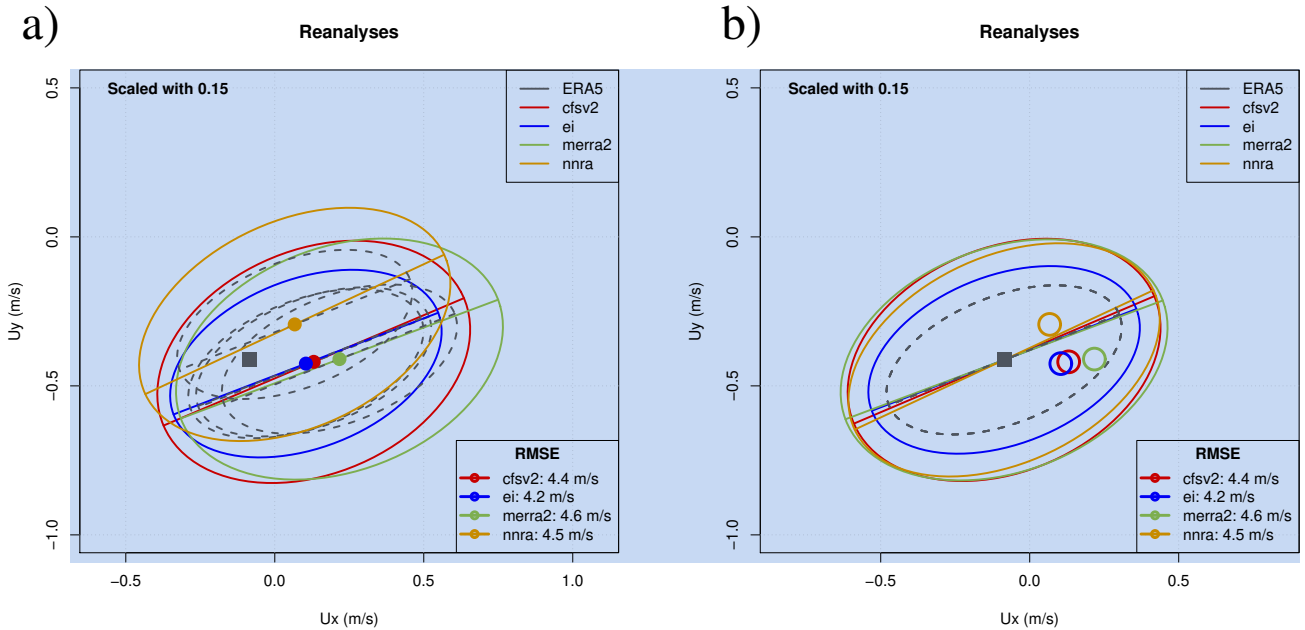 a)
Reanalyses
Scaled with 0.15
ERA5
cfsv2
ei
merra2
nnra
0.5
0.0
−0.5
−1.0
Uy (m/s)
RMSE
cfsv2: 4.4 m/s
ei: 4.2 m/s
merra2: 4.6 m/s
nnra: 4.5 m/s
−0.5 0.0 0.5 1.0
Ux (m/s)
b)
Reanalyses
Scaled with 0.15
ERA5
cfsv2
ei
merra2
nnra
0.5
0.0
−0.5
−1.0
Uy (m/s)
RMSE
cfsv2: 4.4 m/s
ei: 4.2 m/s
merra2: 4.6 m/s
nnra: 4.5 m/s
−0.5 0.0 0.5
Ux (m/s)